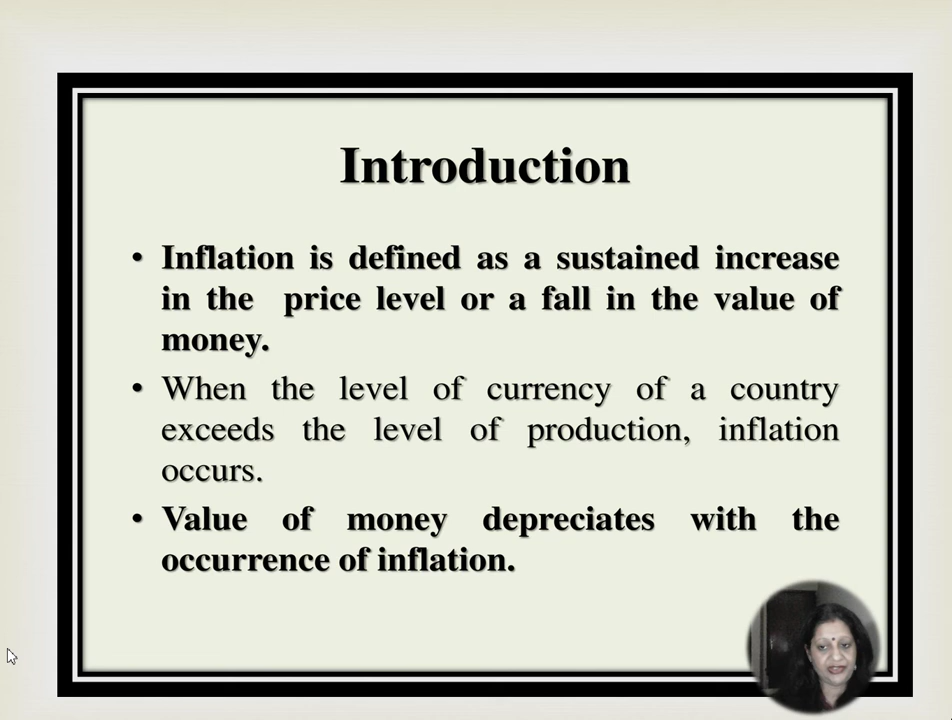 Introduction
• Inflation is defined as a sustained increase
in the price level or a fall in the value of
money.
• When the level of currency of a country
exceeds the level of production, inflation
occurs.
• Value of money depreciates with the
occurrence of inflation.